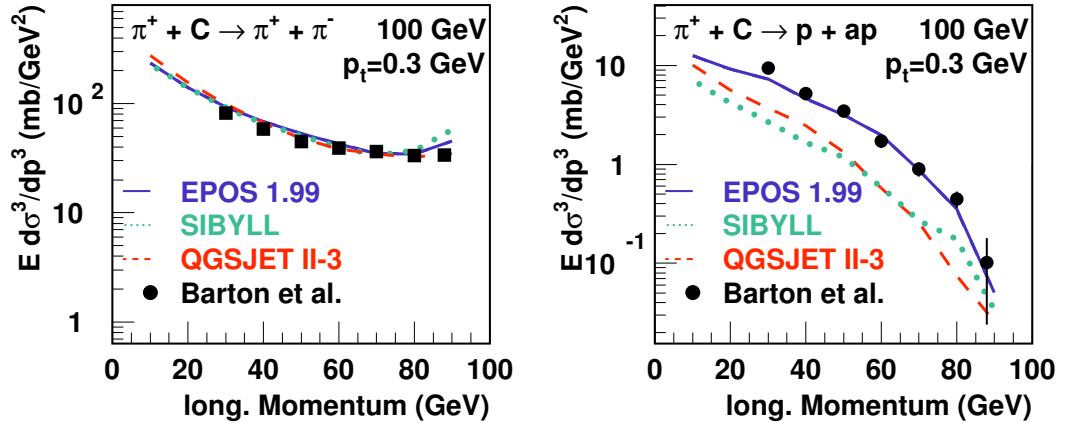 π⁺ + C → π⁺ + π⁻ 100 GeV
pₜ=0.3 GeV
E dσ³/dp³ (mb/GeV²)
10²
10
1
EPOS 1.99
SIBYLL
QGSJET II-3
Barton et al.
0 20 40 60 80 100
long. Momentum (GeV)
π⁺ + C → p + ap 100 GeV
pₜ=0.3 GeV
E dσ³/dp³ (mb/GeV²)
10
1
10⁻¹
EPOS 1.99
SIBYLL
QGSJET II-3
Barton et al.
0 20 40 60 80 100
long. Momentum (GeV)